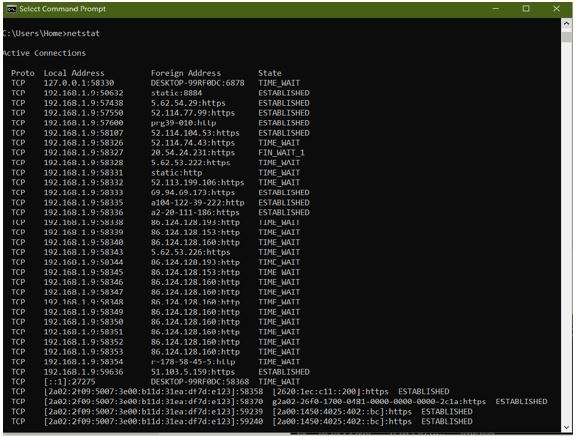 Select Command Prompt
C:\Users\Home>netstat
Active Connections
Proto Local Address Foreign Address State
TCP 127.0.0.1:58330 DESKTOP-99RF0DC:6878 TIME_WAIT
TCP 192.168.1.9:50632 static:8884 ESTABLISHED
TCP 192.168.1.9:57438 5.62.54.29:https ESTABLISHED
TCP 192.168.1.9:57550 52.114.77.99:https ESTABLISHED
TCP 192.168.1.9:57600 prg39-010:http ESTABLISHED
TCP 192.168.1.9:58107 52.114.104.53:https ESTABLISHED
TCP 192.168.1.9:58326 52.114.74.43:https TIME_WAIT
TCP 192.168.1.9:58327 20.54.24.231:https FIN_WAIT_1
TCP 192.168.1.9:58328 5.62.53.222:https TIME_WAIT
TCP 192.168.1.9:58331 static:http TIME_WAIT
TCP 192.168.1.9:58332 52.113.199.106:https TIME_WAIT
TCP 192.168.1.9:58333 69.94.69.173:https ESTABLISHED
TCP 192.168.1.9:58335 a104-122-39-222:http ESTABLISHED
TCP 192.168.1.9:58336 a2-20-111-186:https ESTABLISHED
TCP 192.168.1.9:58338 86.124.128.193:http TIME_WAIT
TCP 192.168.1.9:58339 86.124.128.153:http TIME_WAIT
TCP 192.168.1.9:58340 86.124.128.160:http TIME_WAIT
TCP 192.168.1.9:58343 5.62.53.226:https TIME_WAIT
TCP 192.168.1.9:58344 86.124.128.193:http TIME_WAIT
TCP 192.168.1.9:58345 86.124.128.153:http TIME_WAIT
TCP 192.168.1.9:58346 86.124.128.160:http TIME_WAIT
TCP 192.168.1.9:58347 86.124.128.160:http TIME_WAIT
TCP 192.168.1.9:58348 86.124.128.160:http TIME_WAIT
TCP 192.168.1.9:58349 86.124.128.160:http TIME_WAIT
TCP 192.168.1.9:58350 86.124.128.160:http TIME_WAIT
TCP 192.168.1.9:58351 86.124.128.160:http TIME_WAIT
TCP 192.168.1.9:58352 86.124.128.160:http TIME_WAIT
TCP 192.168.1.9:58353 86.124.128.160:http TIME_WAIT
TCP 192.168.1.9:58354 r-178-58-45-5:http TIME_WAIT
TCP 192.168.1.9:59636 51.103.5.159:https ESTABLISHED
TCP [::1]:27275 DESKTOP-99RF0DC:58368 TIME_WAIT
TCP [2a02:2f09:5007:3e00:b11d:31ea:df7d:e123]:58358 [2620:1ec:c11::200]:https ESTABLISHED
TCP [2a02:2f09:5007:3e00:b11d:31ea:df7d:e123]:58370 g2a02-26f0-1700-0481-0000-0000-0000-2c1a:https ESTABLISHED
TCP [2a02:2f09:5007:3e00:b11d:31ea:df7d:e123]:59239 [2a00:1450:4025:402::bc]:https ESTABLISHED
TCP [2a02:2f09:5007:3e00:b11d:31ea:df7d:e123]:59240 [2a00:1450:4025:401::bc]:https ESTABLISHED